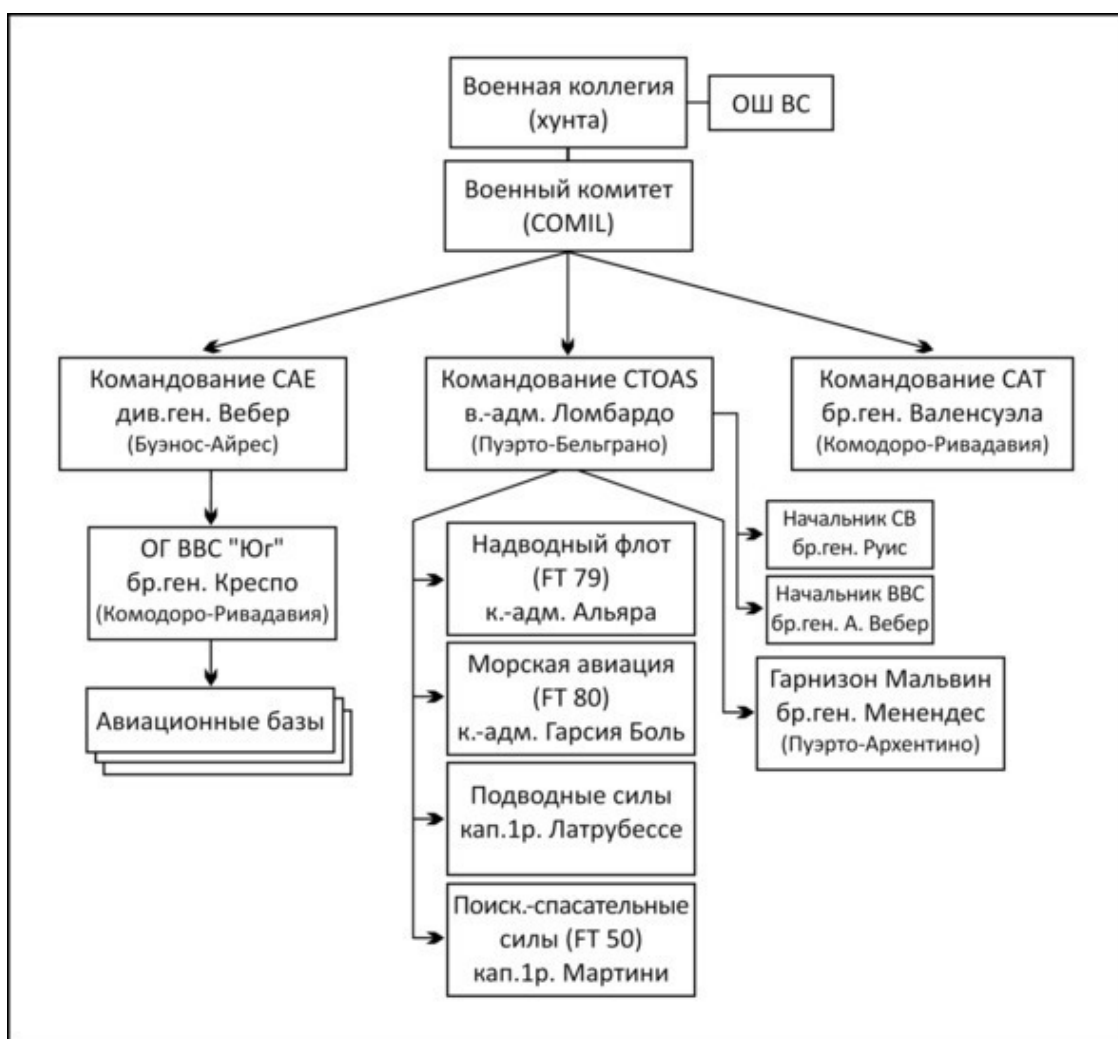 Военная коллегия
(хунта)
ОШ ВС
Военный комитет
(COMIL)
Командование CAE
див.ген. Вебер
(Буэнос-Айрес)
Командование CTOAS
в.-адм. Ломбардо
(Пуэрто-Бельграно)
Командование CAT
бр.ген. Валенсуэла
(Комодоро-Ривадавия)
ОГ ВВС "Юг"
бр.ген. Креспо
(Комодоро-Ривадавия)
Авиационные базы
Надводный флот
(FT 79)
к.-адм. Альяра
Морская авиация
(FT 80)
к.-адм. Гарсия Боль
Подводные силы
кап.1р. Латрубессе
Поиск.-спасательные
силы (FT 50)
кап.1р. Мартини
Начальник СВ
бр.ген. Руис
Начальник ВВС
бр.ген. А. Вебер
Гарнизон Мальвин
бр.ген. Менендес
(Пуэрто-Архентино)